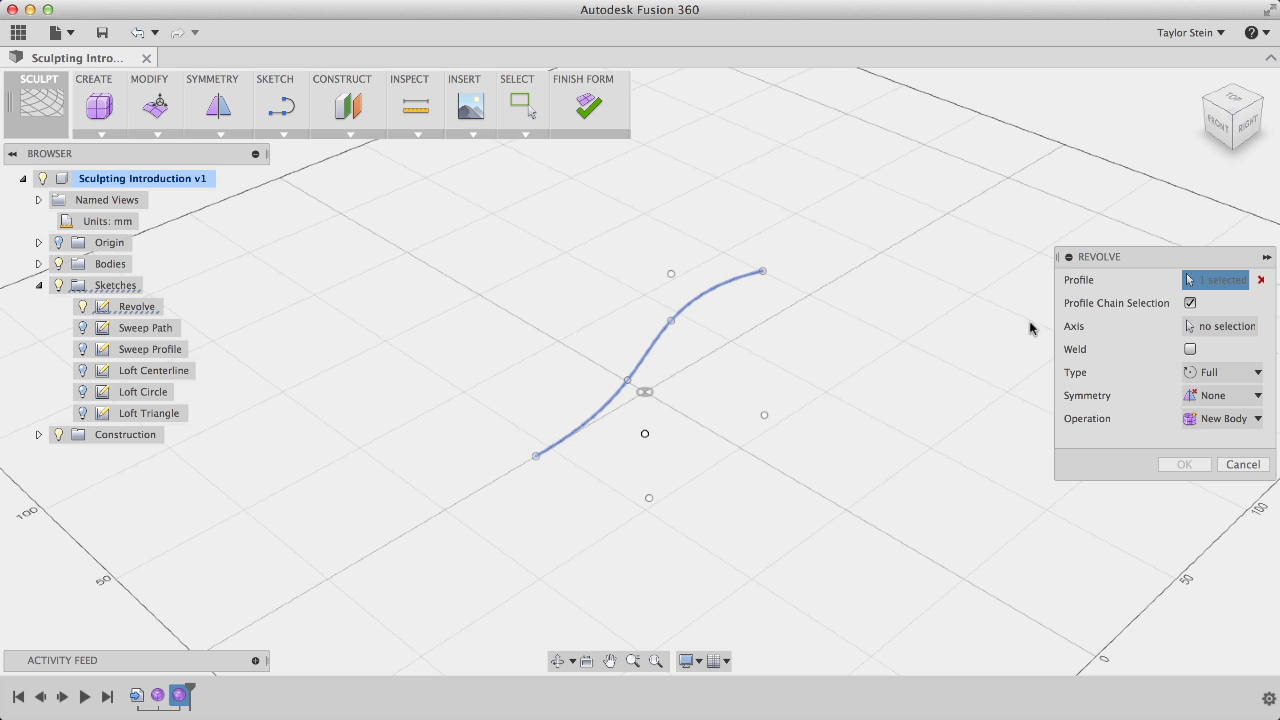 Autodesk Fusion 360
Taylor Stein
Sculpting Intro...
SCULPT CREATE MODIFY SYMMETRY SKETCH CONSTRUCT INSPECT INSERT SELECT FINISH FORM
TOP
FRONT RIGHT
BROWSER
Sculpting Introduction v1
Named Views
Units: mm
Origin
Bodies
Sketches
Revolve
Sweep Path
Sweep Profile
Loft Centerline
Loft Circle
Loft Triangle
Construction
REVOLVE
Profile 1 selected
Profile Chain Selection
Axis no selection
Weld
Type Full
Symmetry None
Operation New Body
OK Cancel
100 100
50 50
0
ACTIVITY FEED